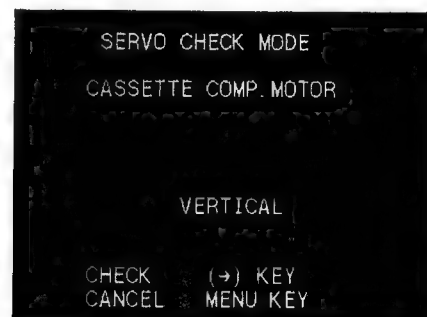 SERVO CHECK MODE
CASSETTE COMP. MOTOR
VERTICAL
CHECK : (→) KEY
CANCEL : MENU KEY